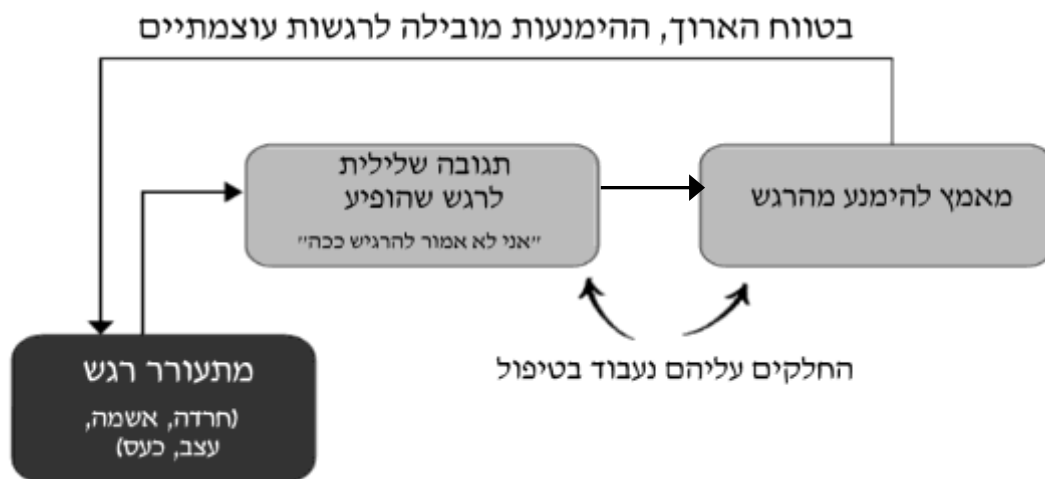 בטווח הארוך, ההימנעות מובילה לרגשות עוצמתיים
תגובה שלילית
לרגש שהופיע
"אני לא אמור להרגיש ככה"
מאמץ להימנע מהרגש
מתעורר רגש
(חרדה, אשמה,
עצב, כעס)
החלקים עליהם נעבוד בטיפול